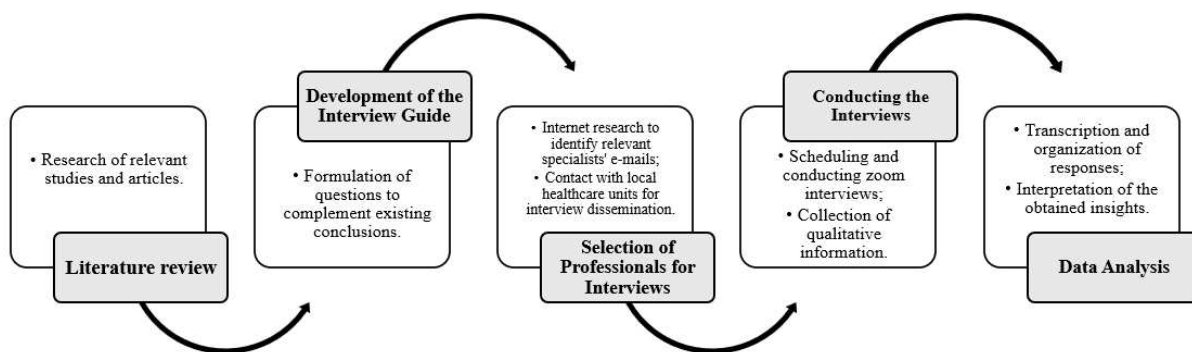 • Research of relevant
studies and articles.
Literature review
Development of the
Interview Guide
• Formulation of
questions to
complement existing
conclusions.
• Internet research to
identify relevant
specialists' e-mails;
• Contact with local
healthcare units for
interview dissemination.
Selection of
Professionals for
Interviews
Conducting the
Interviews
• Scheduling and
conducting zoom
interviews;
• Collection of
qualitative
information.
• Transcription and
organization of
responses;
• Interpretation of the
obtained insights.
Data Analysis